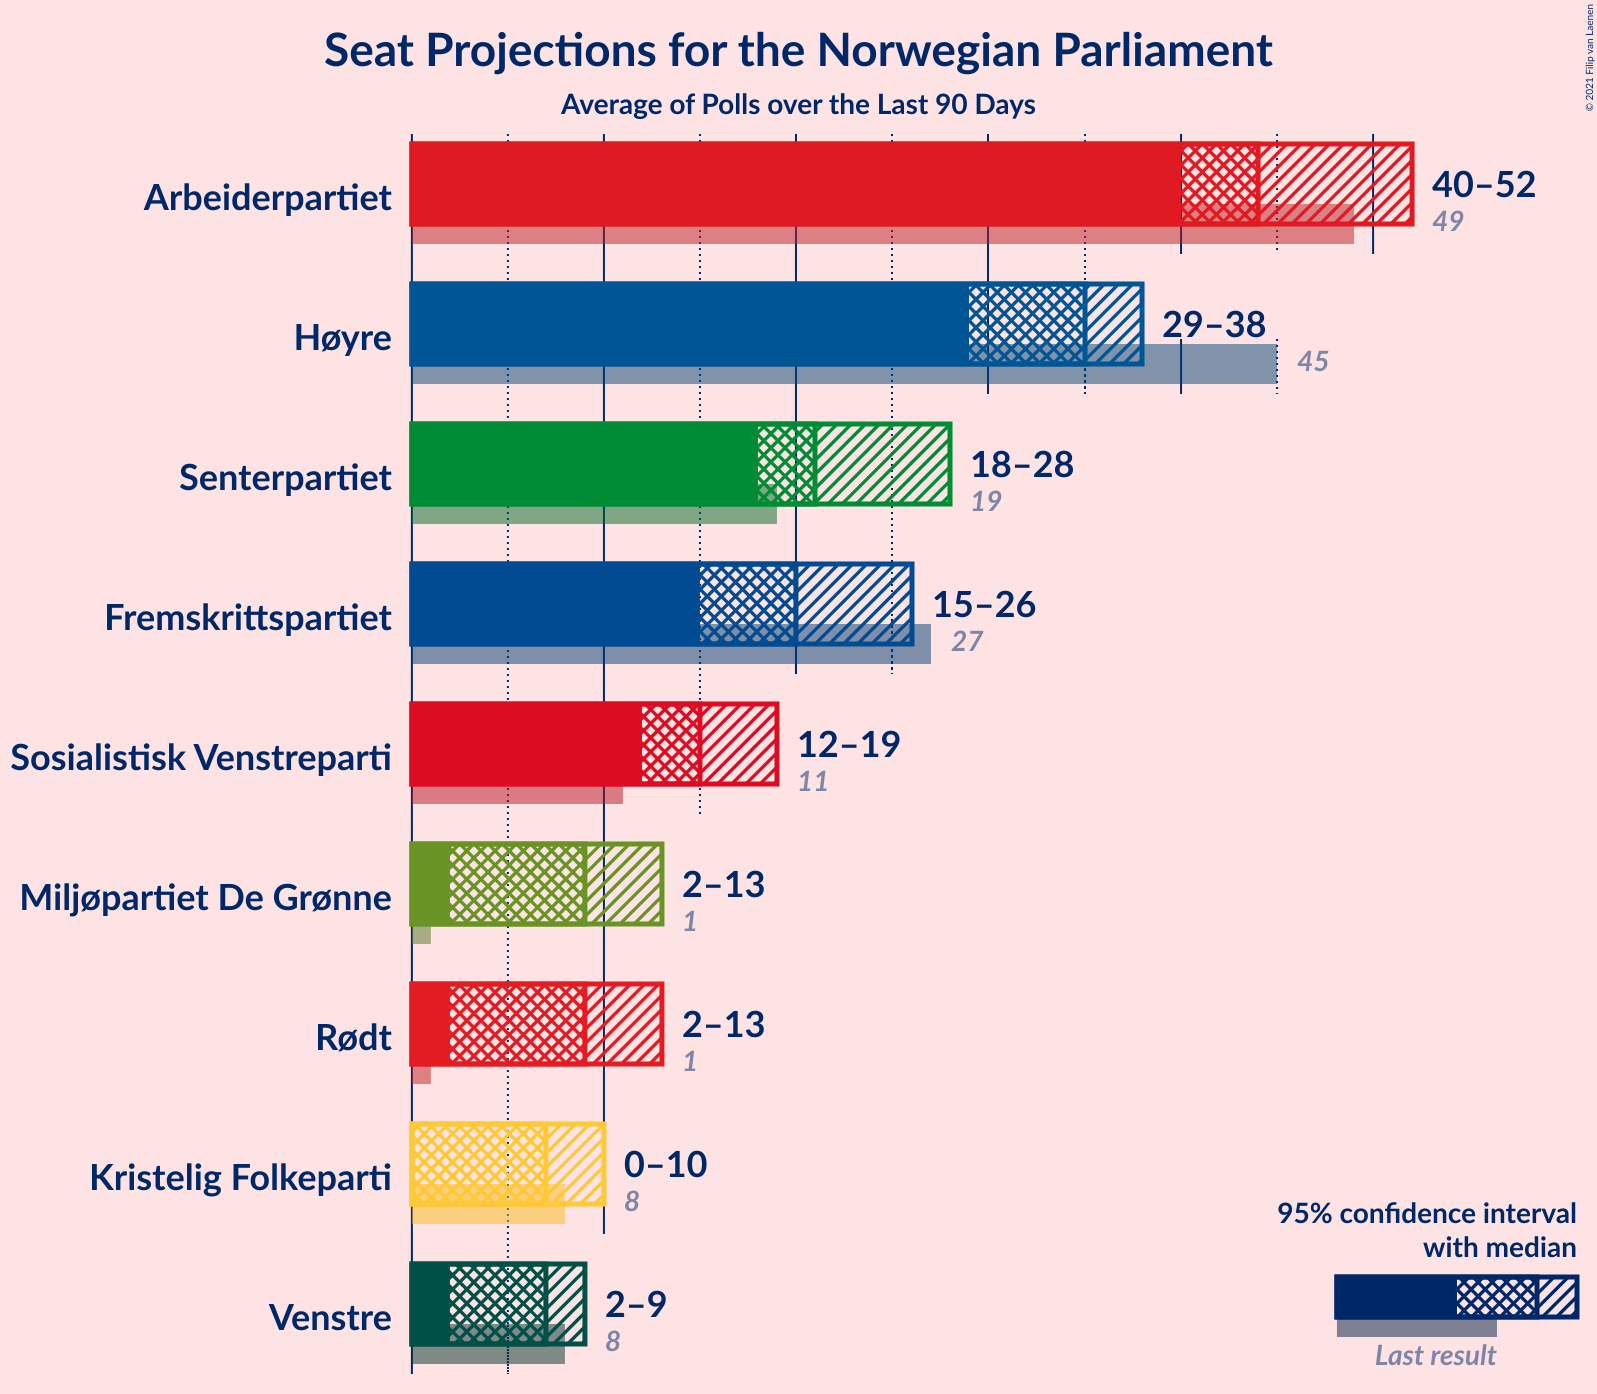 Seat Projections for the Norwegian Parliament
Average of Polls over the Last 90 Days
© 2021 Filip van Laenen
Arbeiderpartiet
40–52
49
Høyre
29–38
45
Senterpartiet
18–28
19
Fremskrittspartiet
15–26
27
Sosialistisk Venstreparti
12–19
11
Miljøpartiet De Grønne
2–13
1
Rødt
2–13
1
Kristelig Folkeparti
0–10
8
Venstre
2–9
8
95% confidence interval
with median
Last result